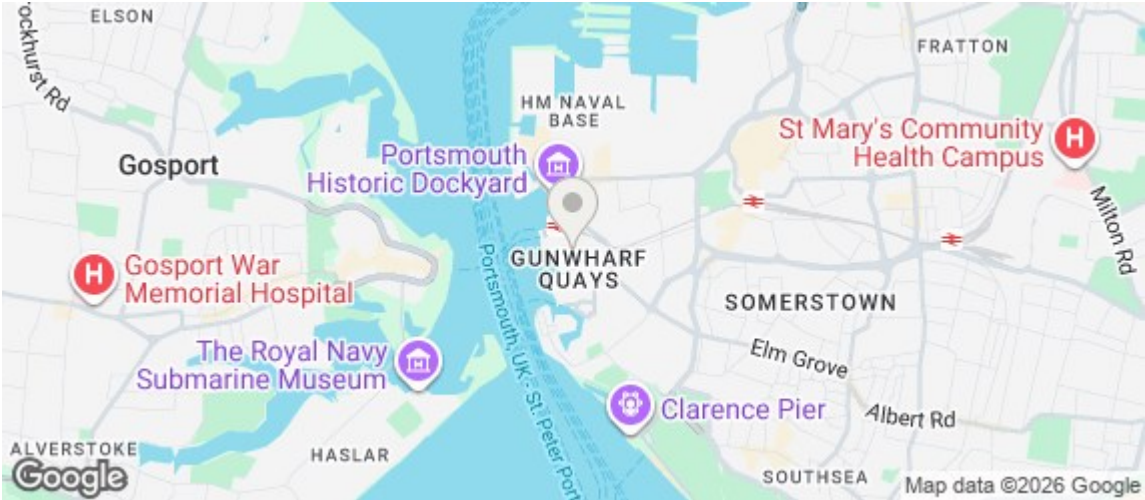 ELSON
ockhurst Rd
FRATTON
HM NAVAL
BASE
St Mary's Community
Health Campus
H
Portsmouth
Historic Dockyard
Gosport
Milton Rd
GUNWHARF
QUAYS
H
Gosport War
Memorial Hospital
SOMERSTOWN
Portsmouth, UK - St. Peter Port
The Royal Navy
Submarine Museum
Elm Grove
Clarence Pier
Albert Rd
ALVERSTOKE
HASLAR
SOUTHSEA
Google
Map data ©2026 Google